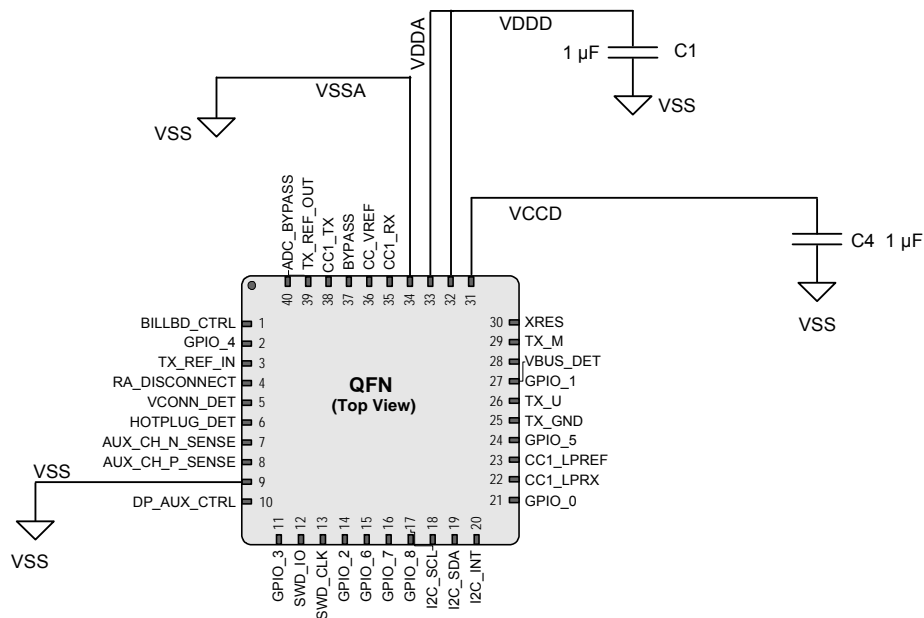 VDDA
VDDD
1 µF
C1
VSS
VSSA
VSS
VCCD
C4 1 µF
VSS
ADC_BYPASS
TX_REF_OUT
CC1_TX
BYPASS
CC_VREF
CC1_RX
40
39
38
37
36
35
34
33
32
31
BILLBD_CTRL 1
GPIO_4 2
TX_REF_IN 3
RA_DISCONNECT 4
VCONN_DET 5
HOTPLUG_DET 6
AUX_CH_N_SENSE 7
AUX_CH_P_SENSE 8
VSS 9
DP_AUX_CTRL 10
VSS
QFN
(Top View)
30 XRES
29 TX_M
28 VBUS_DET
27 GPIO_1
26 TX_U
25 TX_GND
24 GPIO_5
23 CC1_LPREF
22 CC1_LPRX
21 GPIO_0
11
12
13
14
15
16
17
18
19
20
GPIO_3
SWD_IO
SWD_CLK
GPIO_2
GPIO_6
GPIO_7
GPIO_8
I2C_SCL
I2C_SDA
I2C_INT